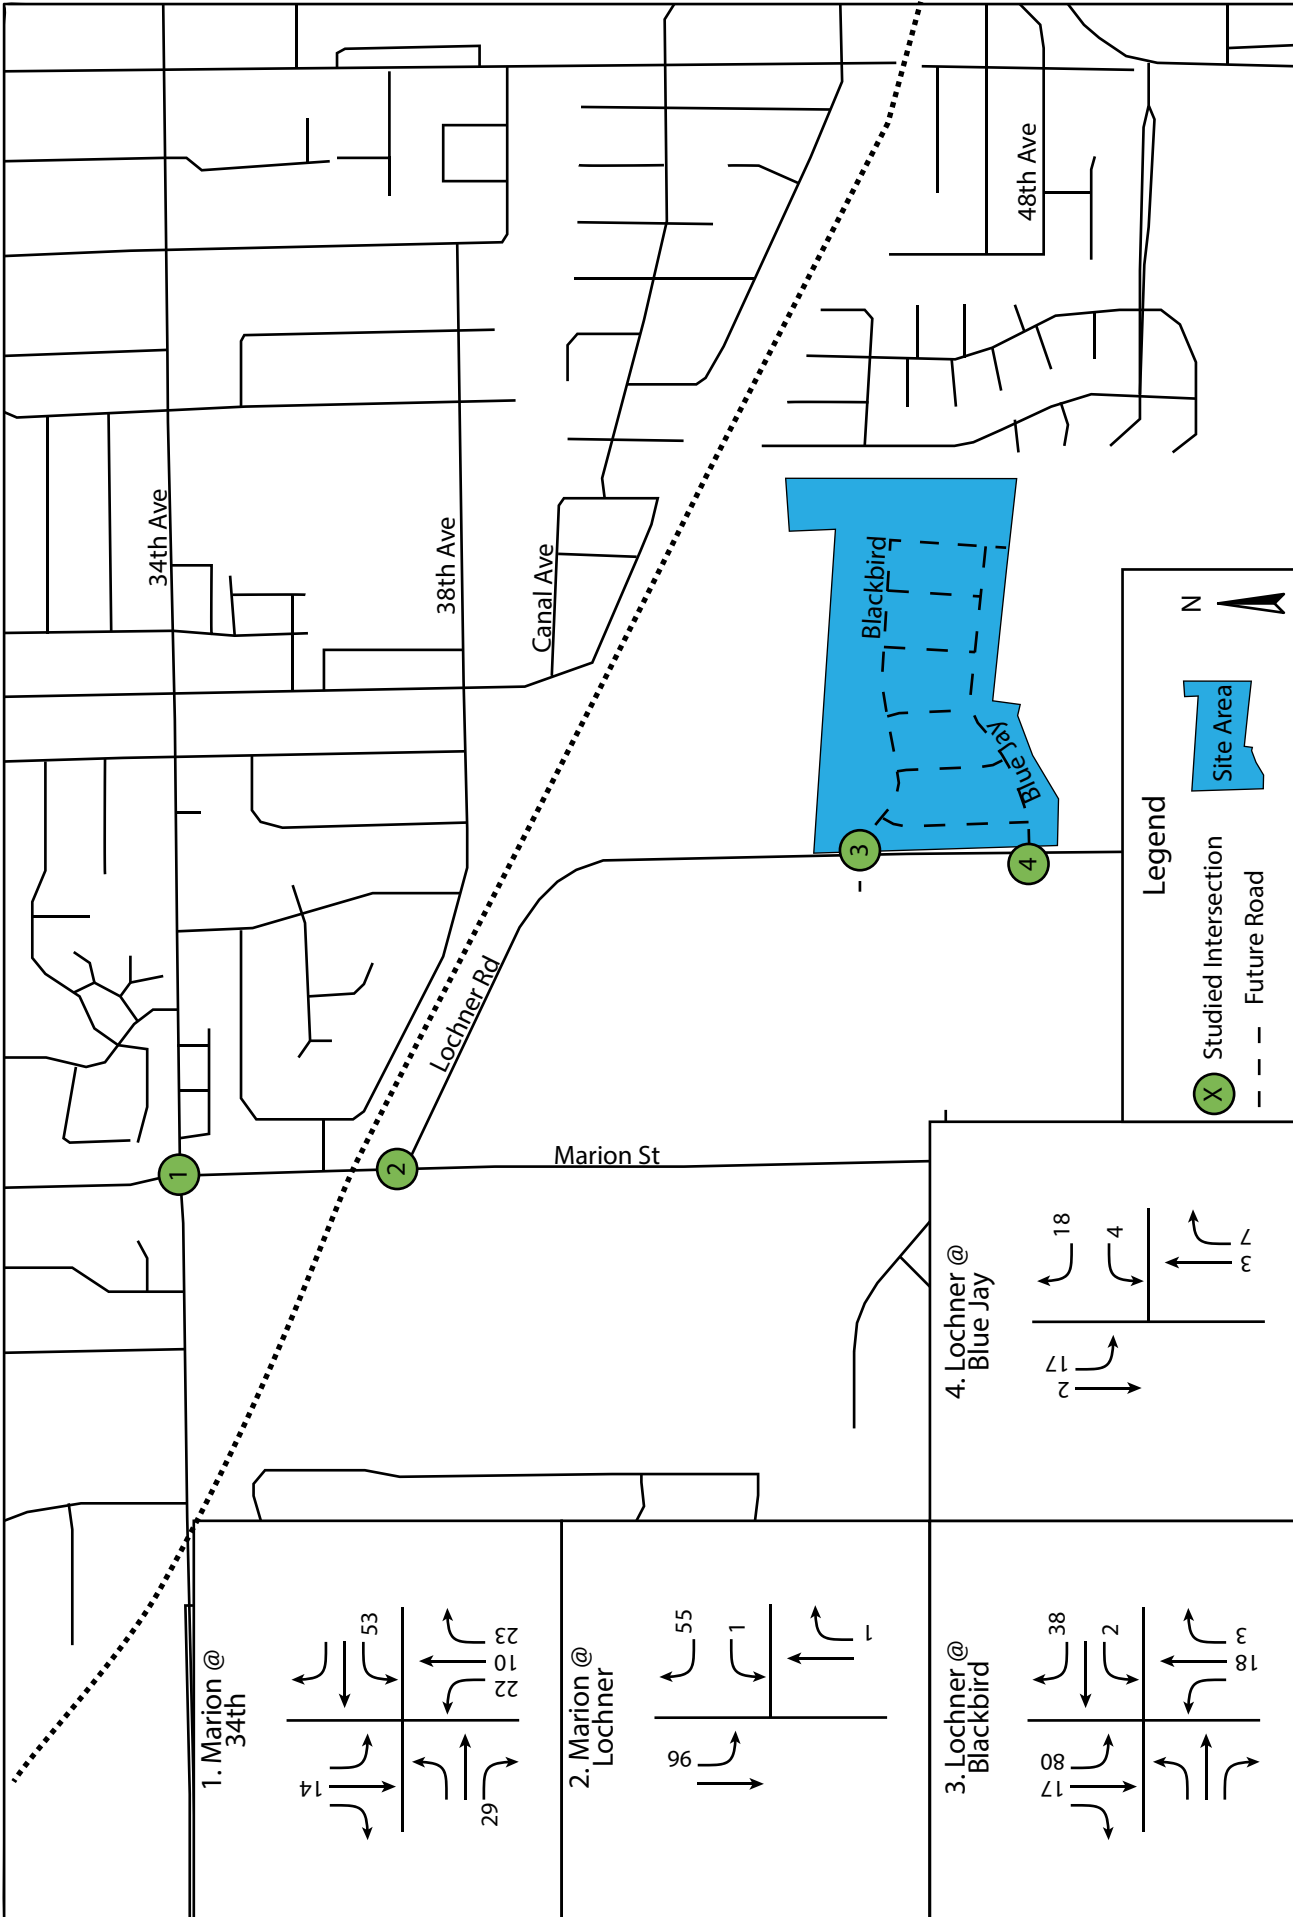 34th Ave
38th Ave
48th Ave
Canal Ave
Lochner Rd
Marion St
Blackbird
Blue Jay
1
2
3
4
1. Marion @
34th
14
53
29
22
10
23
2. Marion @
Lochner
96
55
1
1
3. Lochner @
Blackbird
17
80
38
2
18
3
4. Lochner @
Blue Jay
2
17
18
4
3
7
Legend
X Studied Intersection
Future Road
Site Area
N